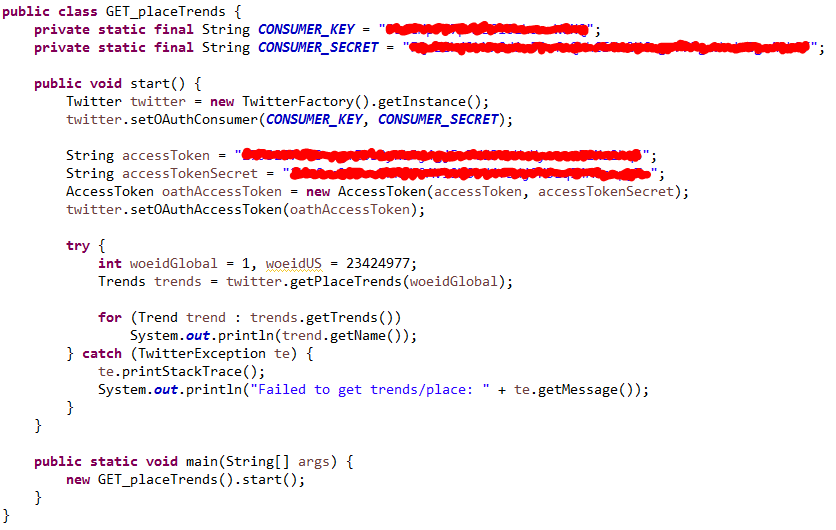 public class GET_placeTrends {
    private static final String CONSUMER_KEY = "";
    private static final String CONSUMER_SECRET = "";

    public void start() {
        Twitter twitter = new TwitterFactory().getInstance();
        twitter.setOAuthConsumer(CONSUMER_KEY, CONSUMER_SECRET);

        String accessToken = "";
        String accessTokenSecret = "";
        AccessToken oathAccessToken = new AccessToken(accessToken, accessTokenSecret);
        twitter.setOAuthAccessToken(oathAccessToken);

        try {
            int woeidGlobal = 1, woeidUS = 23424977;
            Trends trends = twitter.getPlaceTrends(woeidGlobal);

            for (Trend trend : trends.getTrends())
                System.out.println(trend.getName());
        } catch (TwitterException te) {
            te.printStackTrace();
            System.out.println("Failed to get trends/place: " + te.getMessage());
        }
    }

    public static void main(String[] args) {
        new GET_placeTrends().start();
    }
}